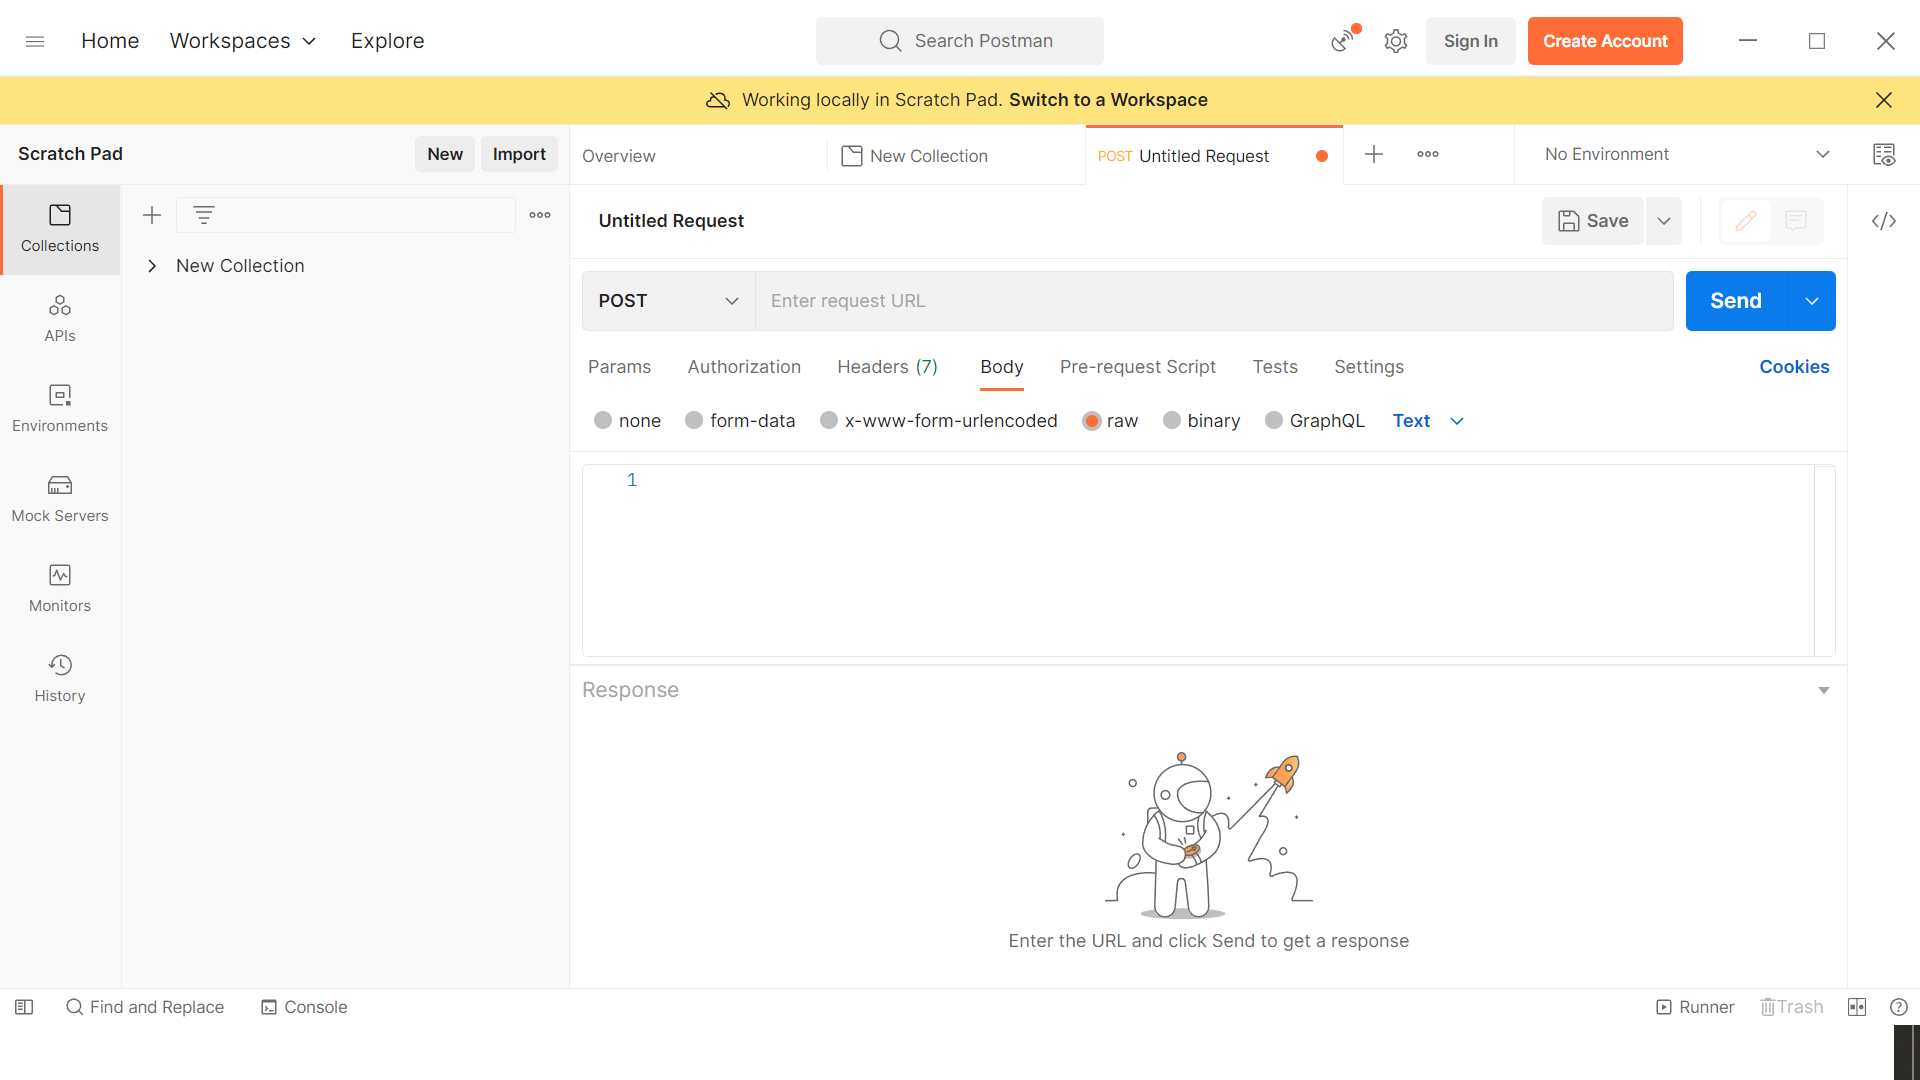 Home Workspaces Explore
Search Postman
Sign In
Create Account
Working locally in Scratch Pad. Switch to a Workspace
Scratch Pad
New
Import
Overview
New Collection
POST Untitled Request
No Environment
Collections
New Collection
APIs
Environments
Mock Servers
Monitors
History
Untitled Request
Save
POST
Enter request URL
Send
Params
Authorization
Headers (7)
Body
Pre-request Script
Tests
Settings
Cookies
none
form-data
x-www-form-urlencoded
raw
binary
GraphQL
Text
1
Response
Enter the URL and click Send to get a response
Find and Replace
Console
Runner
Trash